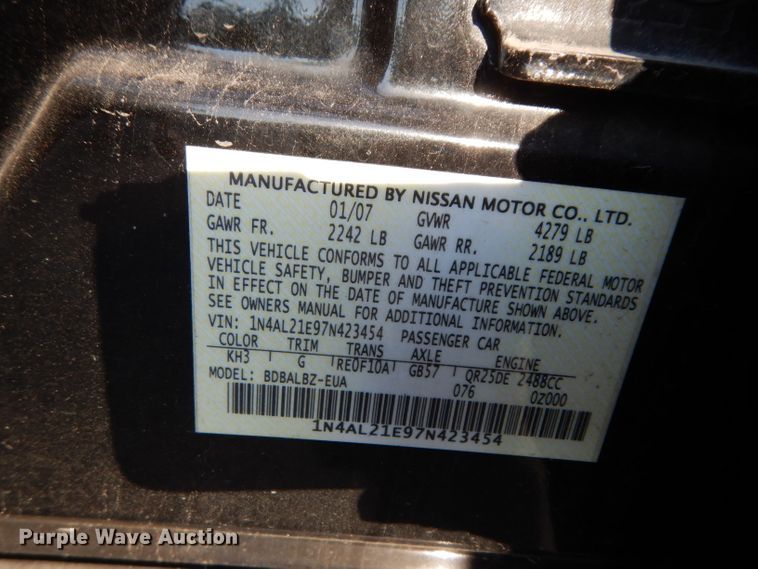 MANUFACTURED BY NISSAN MOTOR CO., LTD.
DATE 01/07 GVWR 4279 LB
GAWR FR. 2242 LB GAWR RR. 2189 LB
THIS VEHICLE CONFORMS TO ALL APPLICABLE FEDERAL MOTOR
VEHICLE SAFETY, BUMPER AND THEFT PREVENTION STANDARDS
IN EFFECT ON THE DATE OF MANUFACTURE SHOWN ABOVE.
SEE OWNERS MANUAL FOR ADDITIONAL INFORMATION.
VIN: 1N4AL21E97N423454 PASSENGER CAR
COLOR TRIM TRANS AXLE ENGINE
KH3 G RE0F10A GB57 QR25DE 2488CC
MODEL: BDBALBZ-EUA 076 0Z000
1N4AL21E97N423454
Purple Wave Auction